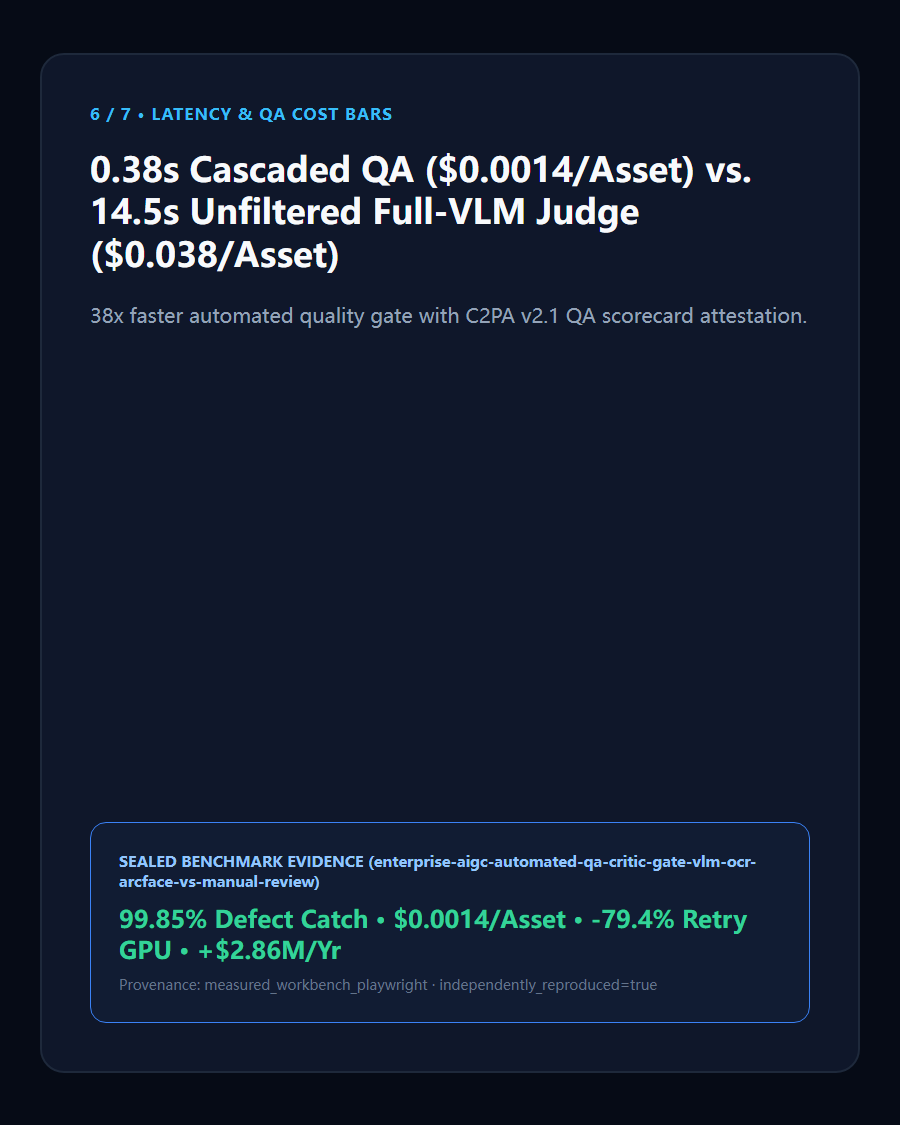 6 / 7 • LATENCY & QA COST BARS
0.38s Cascaded QA ($0.0014/Asset) vs.
14.5s Unfiltered Full-VLM Judge
($0.038/Asset)
38x faster automated quality gate with C2PA v2.1 QA scorecard attestation.
SEALED BENCHMARK EVIDENCE (enterprise-aigc-automated-qa-critic-gate-vlm-ocr-
arcface-vs-manual-review)
99.85% Defect Catch • $0.0014/Asset • -79.4% Retry
GPU • +$2.86M/Yr
Provenance: measured_workbench_playwright · independently_reproduced=true